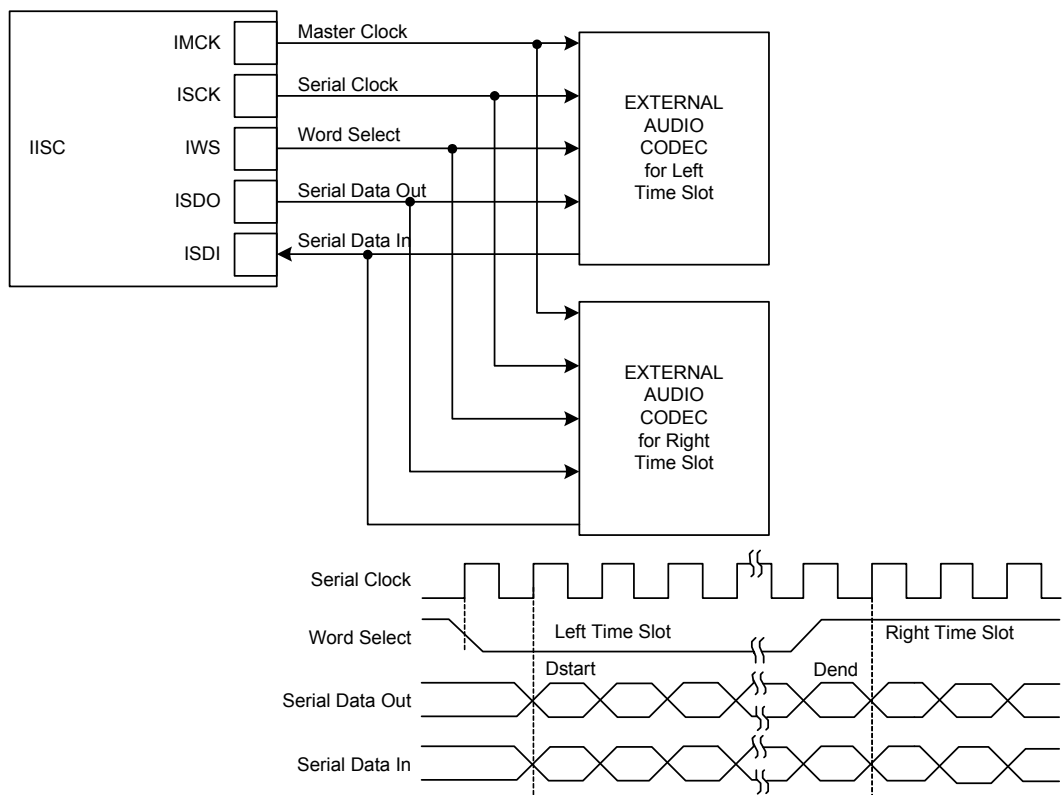 IISC
IMCK
ISCK
IWS
ISDO
ISDI
Master Clock
Serial Clock
Word Select
Serial Data Out
Serial Data In
EXTERNAL
AUDIO
CODEC
for Left
Time Slot
EXTERNAL
AUDIO
CODEC
for Right
Time Slot
Serial Clock
Word Select
Left Time Slot
Right Time Slot
Dstart
Dend
Serial Data Out
Serial Data In